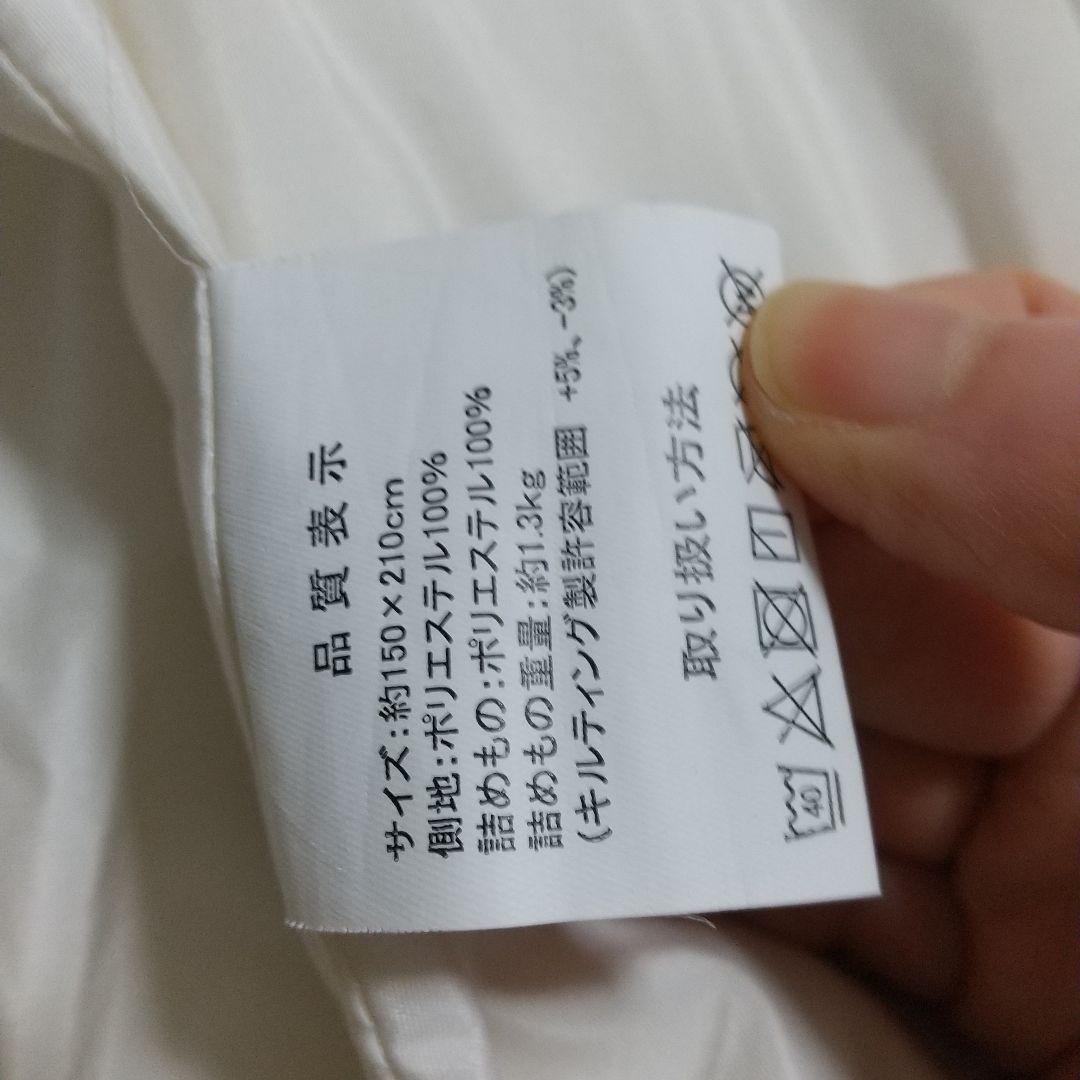 品質表示
サイズ:約150×210cm
側地:ポリエステル100%
詰めもの:ポリエステル100%
詰めもの重量:約1.3kg
(キルティング製許容範囲 +5%、-3%)
取り扱い方法
40